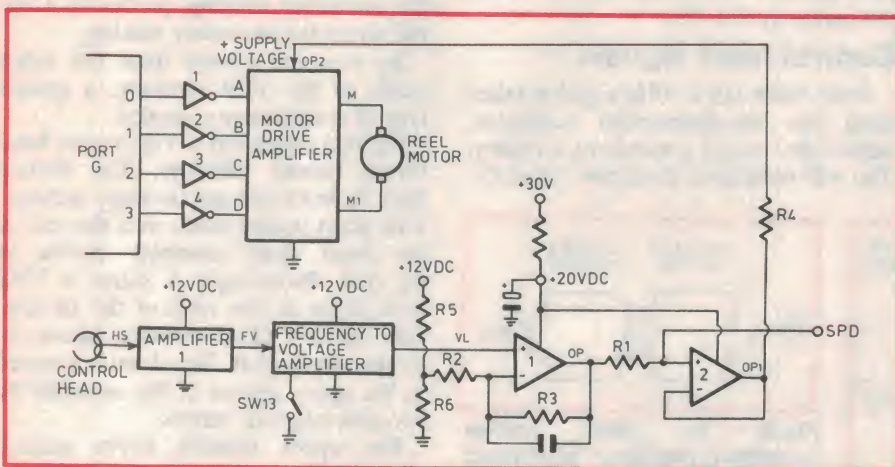 + SUPPLY
VOLTAGE
OP2
0
1
A
1
2
B
PORT
G
2
3
C
3
4
D
MOTOR
DRIVE
AMPLIFIER
M
M1
REEL
MOTOR
R4
+30V
+20VDC
+
+12VDC
+12VDC
+12VDC
R5
HS
AMPLIFIER
1
FV
FREQUENCY TO
VOLTAGE
AMPLIFIER
VL
CONTROL
HEAD
SW13
R2
R6
+
1
-
OP
R1
R3
SPD
+
2
-
OP1